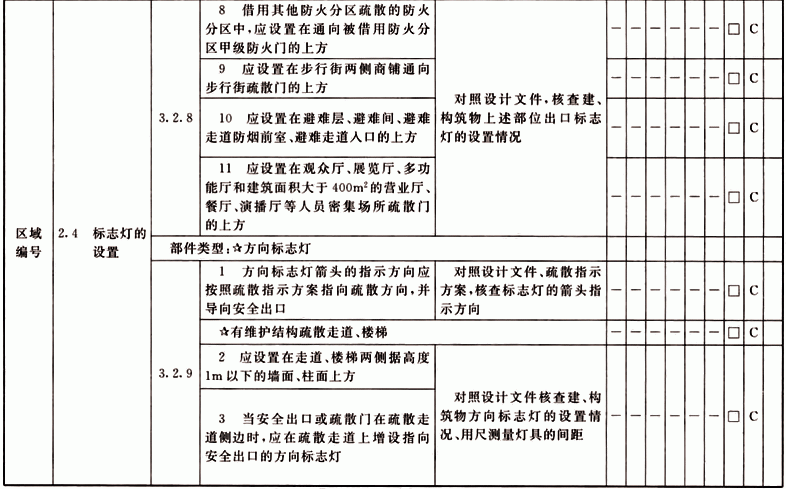 8 借用其他防火分区疏散的防火
分区中,应设置在通向被借用防火分
区甲级防火门的上方
— — — — — — □ C
9 应设置在步行街两侧商铺通向
步行街疏散门的上方
— — — — — — □ C
3.2.8
10 应设置在避难层、避难间、避难
走道防烟前室、避难走道人口的上方
对照设计文件,核查建、
构筑物上述部位出口标志
灯的设置情况
— — — — — — □ C
11 应设置在观众厅、展览厅、多功
能厅和建筑面积大于400m²的营业厅、
餐厅、演播厅等人员密集场所疏散门
的上方
— — — — — — □ C
区域
编号
2.4 标志灯的
设置
部件类型:☆方向标志灯
1 方向标志灯箭头的指示方向应
按照疏散指示方案指向疏散方向,并
导向安全出口
对照设计文件、疏散指示
方案,核查标志灯的箭头指
示方向
— — — — — — □ C
☆有维护结构疏散走道、楼梯
— — — — — — □ C
3.2.9
2 应设置在走道、楼梯两侧据高度
1m以下的墙面、柱面上方
3 当安全出口或疏散门在疏散走
道侧边时,应在疏散走道上增设指向
安全出口的方向标志灯
对照设计文件核查建、构
筑物方向标志灯的设置情
况、用尺测量灯具的间距
— — — — — — □ C